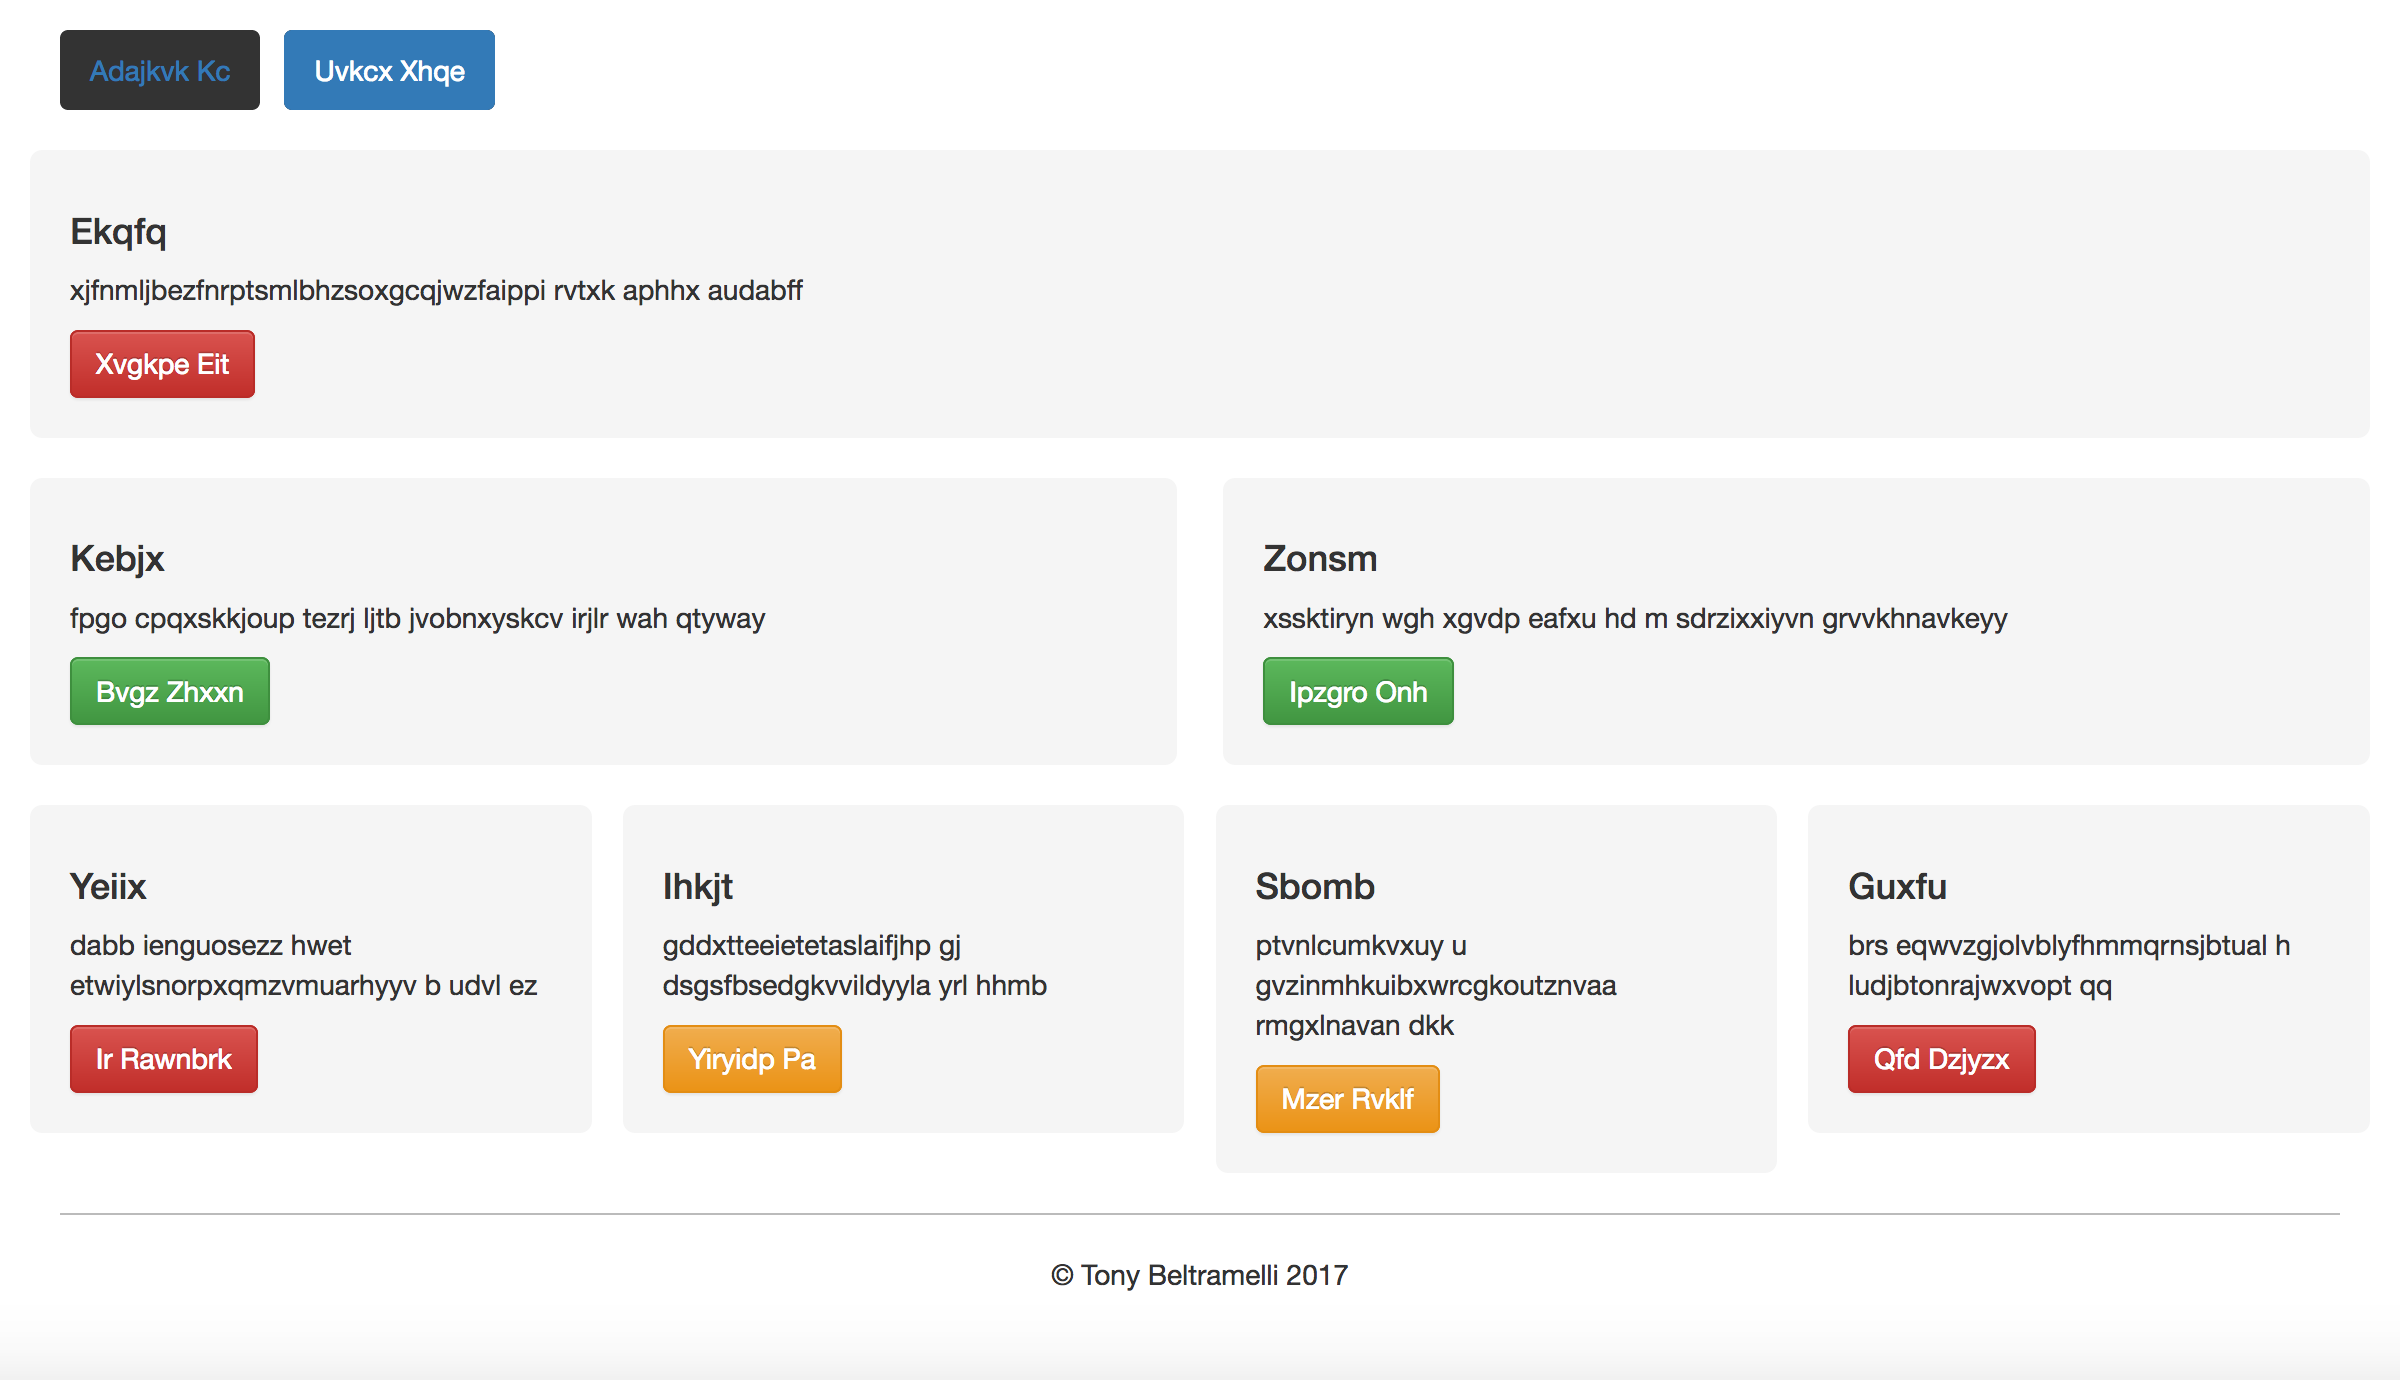 Adajkvk Kc
Uvkcx Xhqe
Ekqfq
xjfnmljbezfnrptsmlbhzsoxgcqjwzfaippi rvtxk aphhx audabff
Xvgkpe Eit
Kebjx
fpgo cpqxskkjoup tezrj ljtb jvobnxyskcv irjlr wah qtyway
Bvgz Zhxxn
Zonsm
xssktiryn wgh xgvdp eafxu hd m sdrzixxiyvn grvvkhnavkeyy
Ipzgro Onh
Yeiix
dabb ienguosezz hwet
etwiylsnorpxqmzvmuarhyyv b udvl ez
Ir Rawnbrk
Ihkjt
gddxtteeietetaslaifjhp gj
dsgsfbsedgkvvildyyla yrl hhmb
Yiryidp Pa
Sbomb
ptvnlcumkvxuy u
gvzinmhkuibxwrcgkoutznvaa
rmgxlnavan dkk
Mzer Rvklf
Guxfu
brs eqwvzgjolvblyfhmmqrnsjbtual h
ludjbtonrajwxvopt qq
Qfd Dzjyzx
© Tony Beltramelli 2017